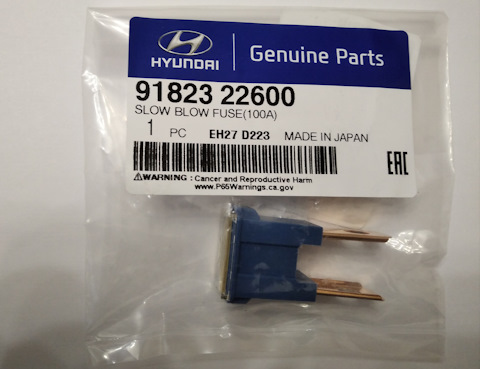 HYUNDAI
Genuine Parts
91823 22600
SLOW BLOW FUSE(100A)
1 PC EH27 D223 MADE IN JAPAN
EAC
WARNING : Cancer and Reproductive Harm
www.P65Warnings.ca.gov